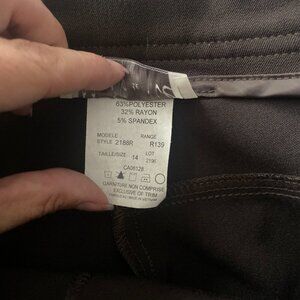 63%POLYESTER
32% RAYON
5% SPANDEX
MODELE RANGE
STYLE 2188R R139
TAILLE/SIZE 14 LOT 2196
CA06128
GARNITURE NON COMPRISE
EXCLUSIVE OF TRIM